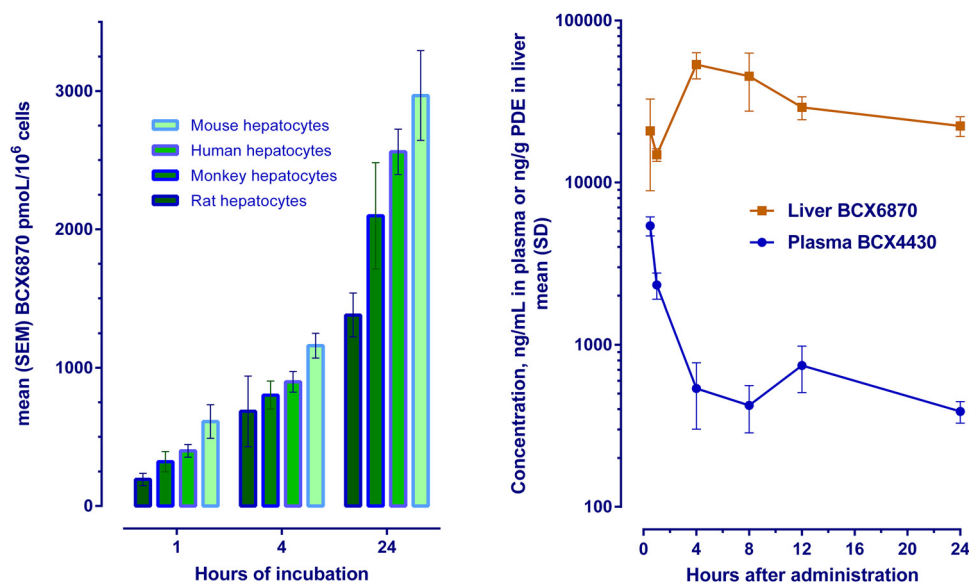 mean (SEM) BCX6870 pmoL/10⁶ cells
3000
2000
1000
0
Mouse hepatocytes
Human hepatocytes
Monkey hepatocytes
Rat hepatocytes
1 4 24
Hours of incubation
Concentration, ng/mL in plasma or ng/g PDE in liver
mean (SD)
100000
10000
1000
100
Liver BCX6870
Plasma BCX4430
0 4 8 12 16 20 24
Hours after administration